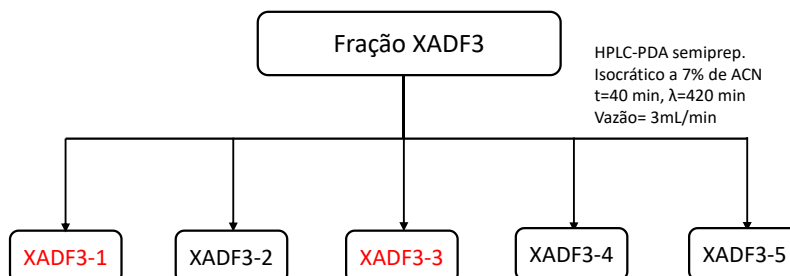 Fração XADF3
HPLC-PDA semiprep.
Isocrático a 7% de ACN
t=40 min, λ=420 min
Vazão= 3mL/min
XADF3-1
XADF3-2
XADF3-3
XADF3-4
XADF3-5